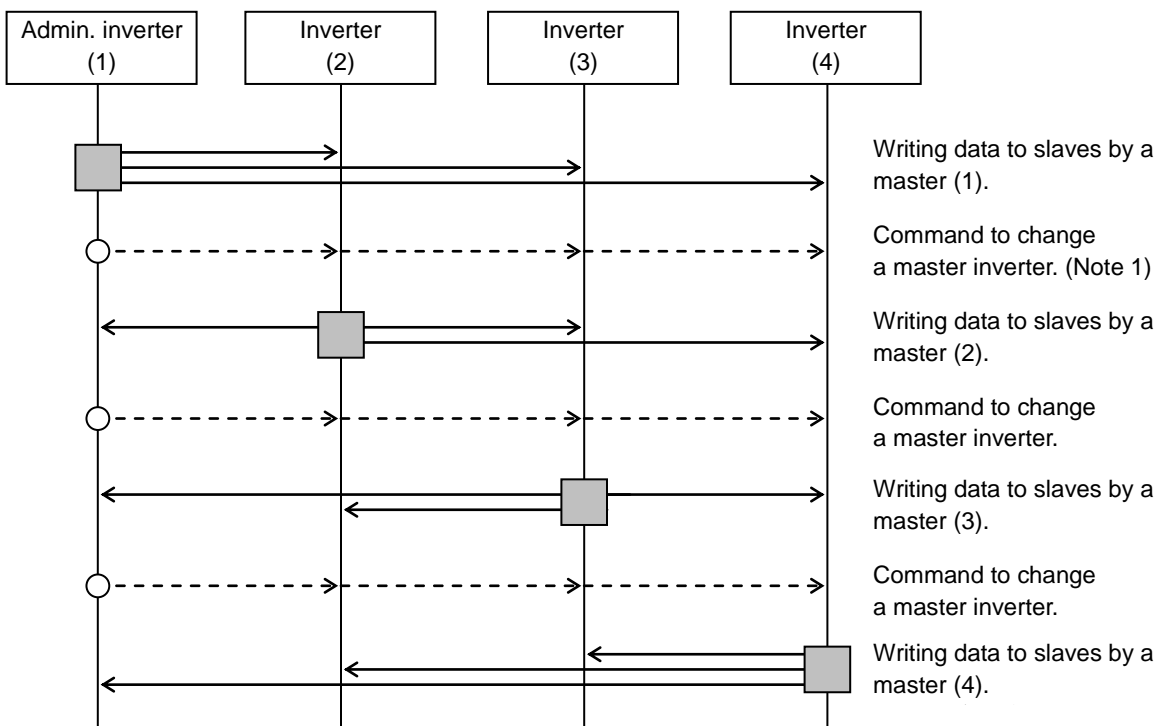 Admin. inverter
(1)
Inverter
(2)
Inverter
(3)
Inverter
(4)
Writing data to slaves by a
master (1).
Command to change
a master inverter. (Note 1)
Writing data to slaves by a
master (2).
Command to change
a master inverter.
Writing data to slaves by a
master (3).
Command to change
a master inverter.
Writing data to slaves by a
master (4).